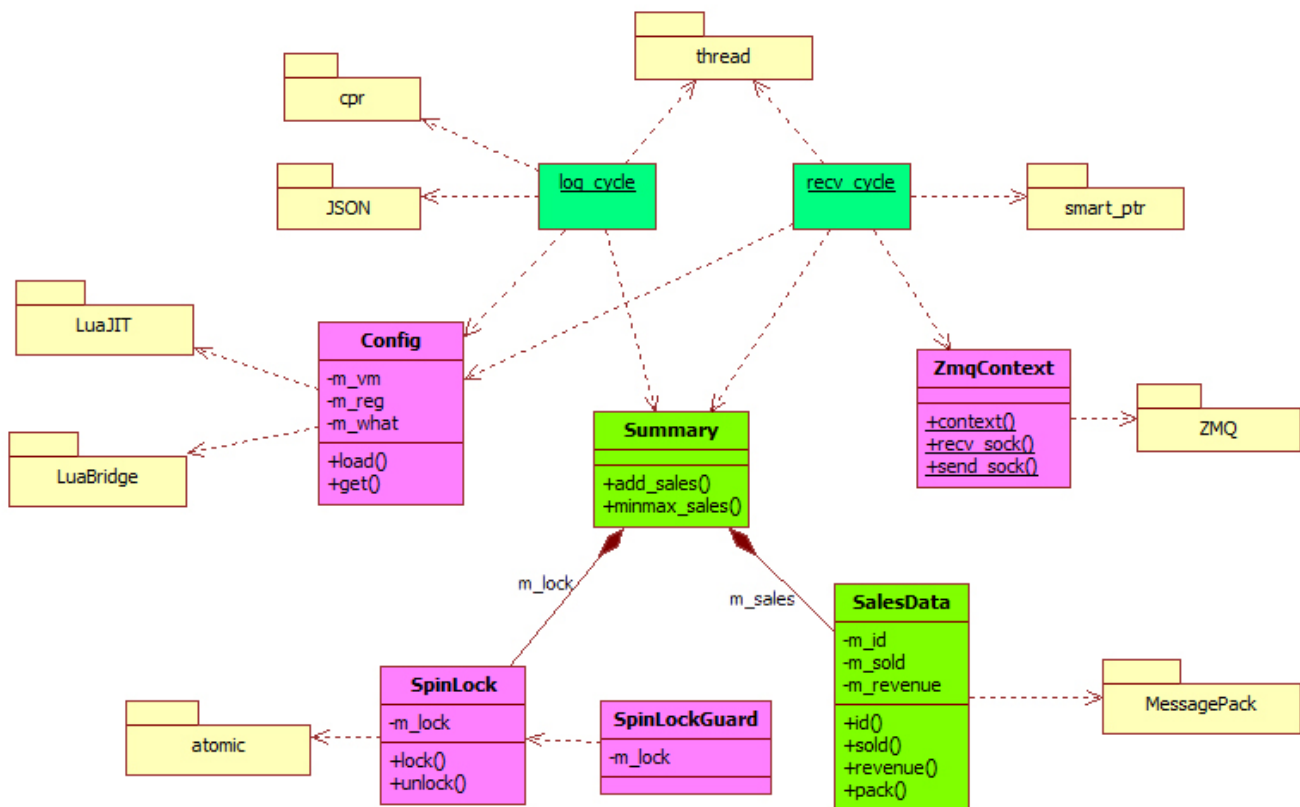 thread
cpr
log_cycle
recv_cycle
JSON
smart_ptr
LuaJIT
Config
-m_vm
-m_reg
-m_what
+load()
+get()
ZmqContext
+context()
+recv_sock()
+send_sock()
ZMQ
LuaBridge
Summary
+add_sales()
+minmax_sales()
m_lock
m_sales
SalesData
-m_id
-m_sold
-m_revenue
+id()
+sold()
+revenue()
+pack()
MessagePack
SpinLock
-m_lock
+lock()
+unlock()
SpinLockGuard
-m_lock
atomic